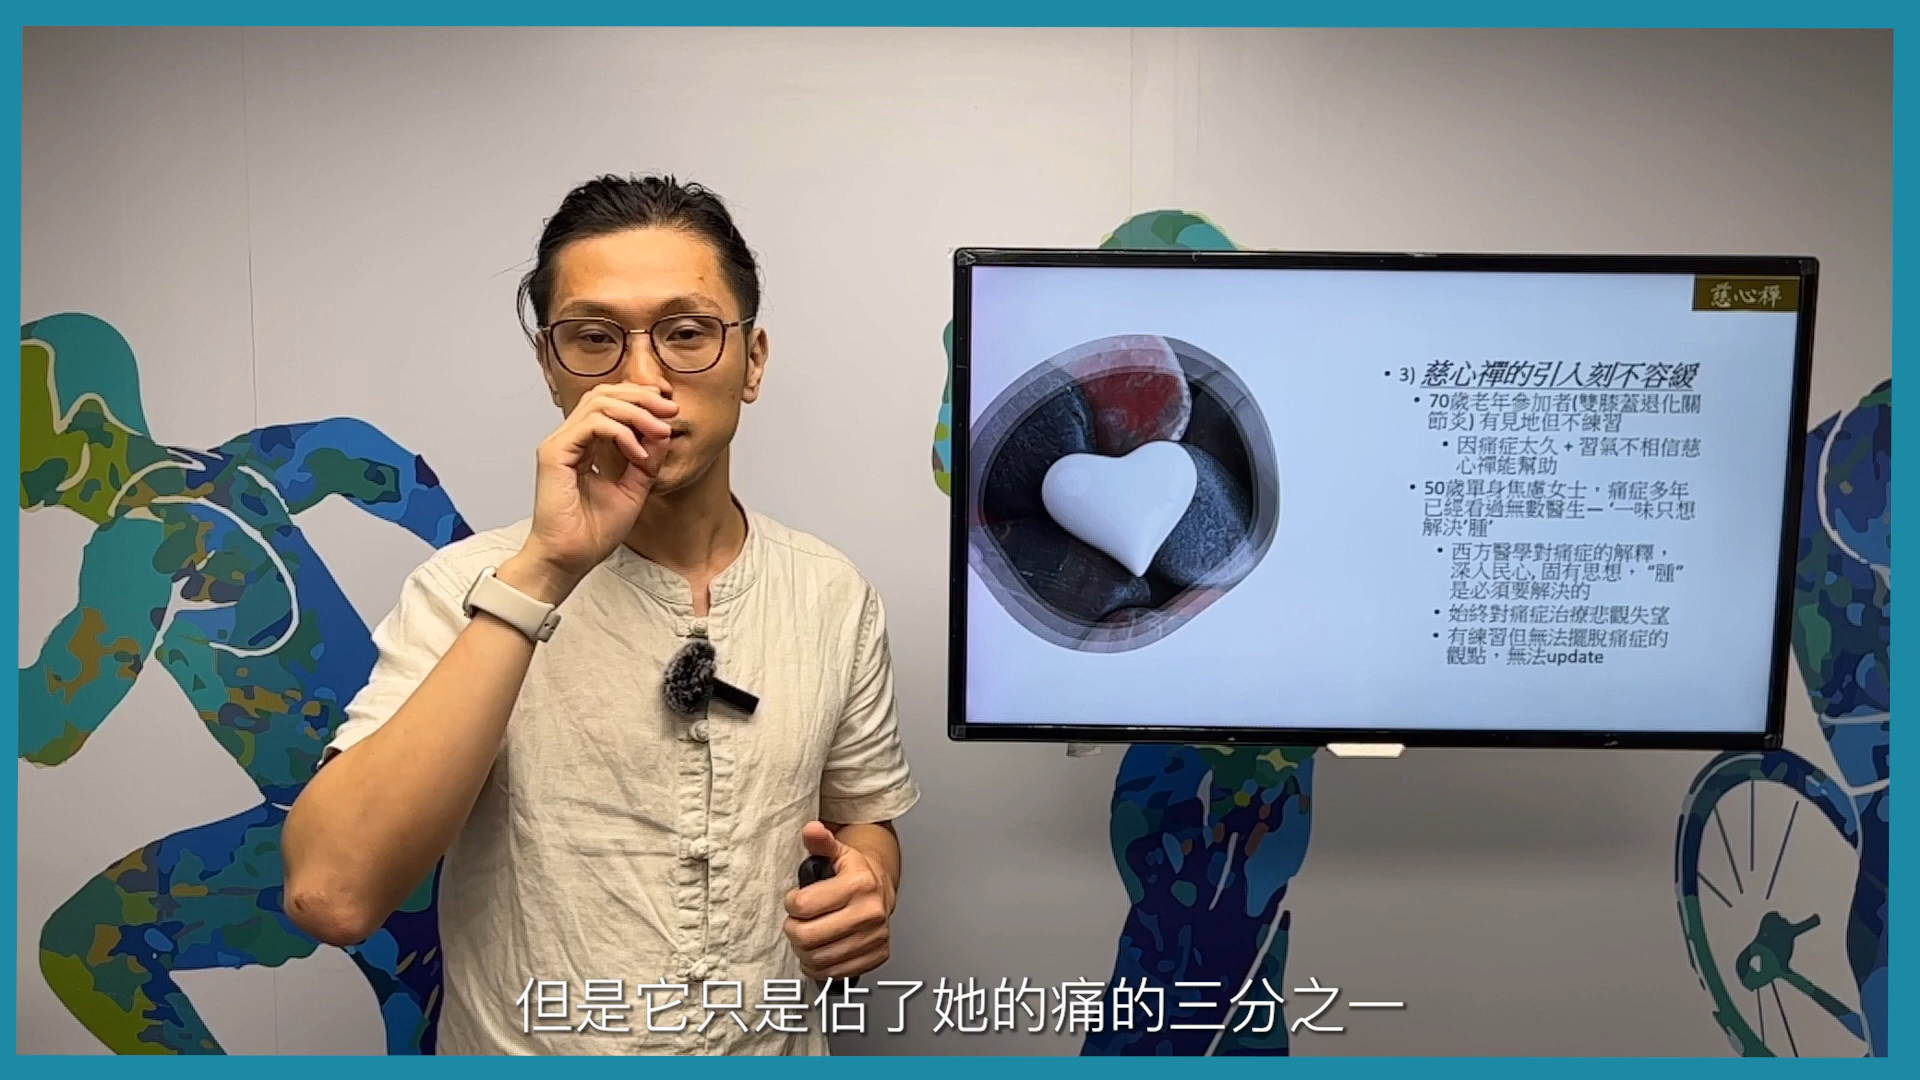 慈心禪
• 3) 慈心禪的引入刻不容緩
• 70歲老年參加者(雙膝蓋退化關
節炎) 有見地但不練習
• 因痛症太久 + 習氣不相信慈
心禪能幫助
• 50歲單身焦慮女士，痛症多年
已經看過無數醫生— ‘一味只想
解決’腫’
• 西方醫學對痛症的解釋，
深入民心, 固有思想， “腫”
是必須要解決的
• 始終對痛症治療悲觀失望
• 有練習但無法擺脫痛症的
觀點，無法update
但是它只是佔了她的痛的三分之一